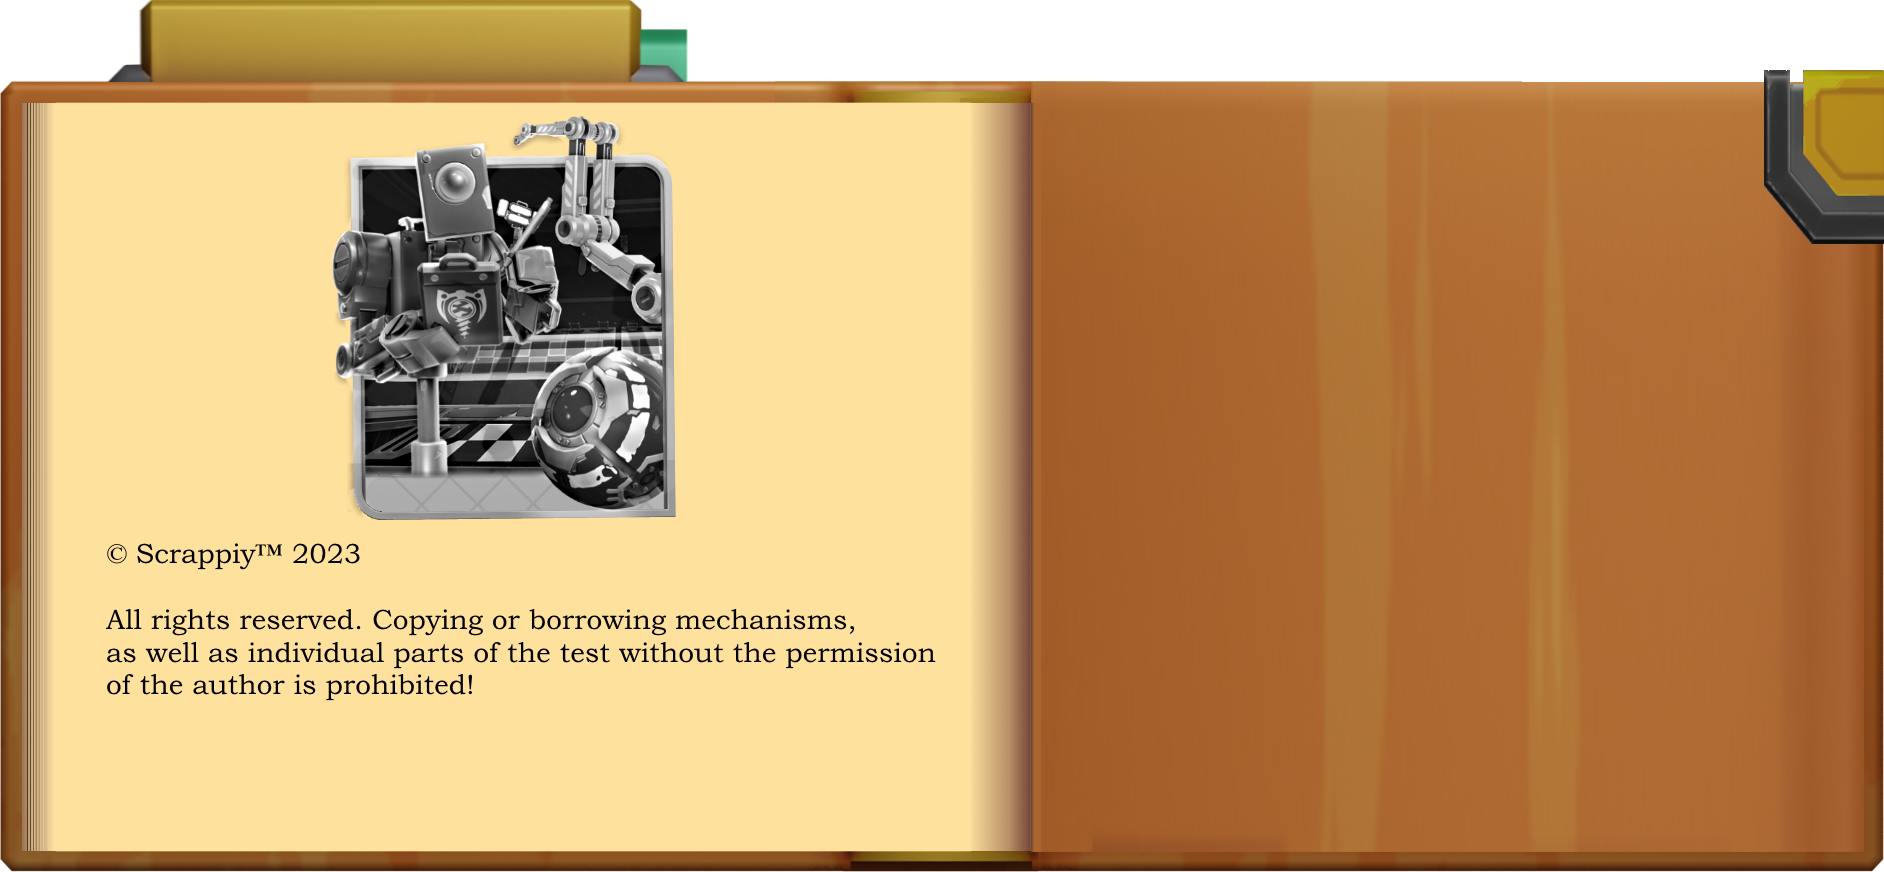 © Scrappiy™ 2023
All rights reserved. Copying or borrowing mechanisms,
as well as individual parts of the test without the permission
of the author is prohibited!